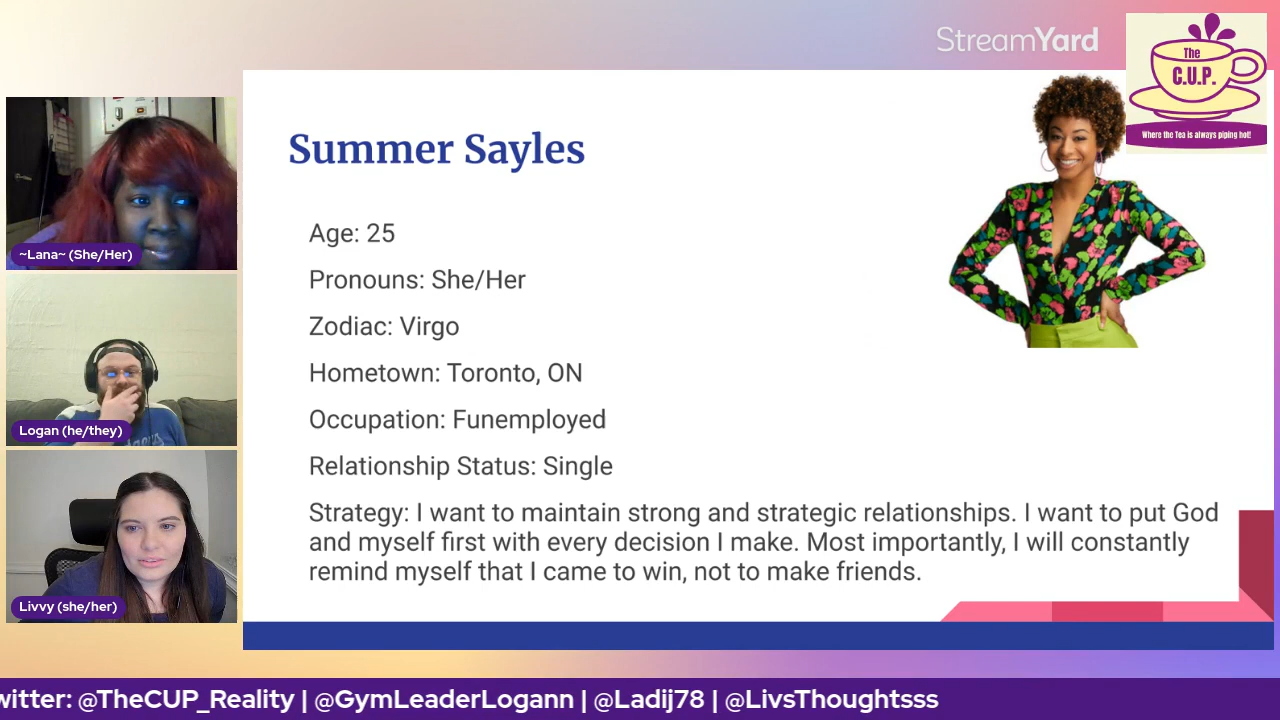 StreamYard
The
C.U.P.
Where the Tea is always piping hot!
Summer Sayles
Age: 25
Pronouns: She/Her
Zodiac: Virgo
Hometown: Toronto, ON
Occupation: Funemployed
Relationship Status: Single
Strategy: I want to maintain strong and strategic relationships. I want to put God
and myself first with every decision I make. Most importantly, I will constantly
remind myself that I came to win, not to make friends.
~Lana~ (She/Her)
Logan (he/they)
Livvy (she/her)
witter: @TheCUP_Reality | @GymLeaderLogann | @Ladij78 | @LivsThoughtsss